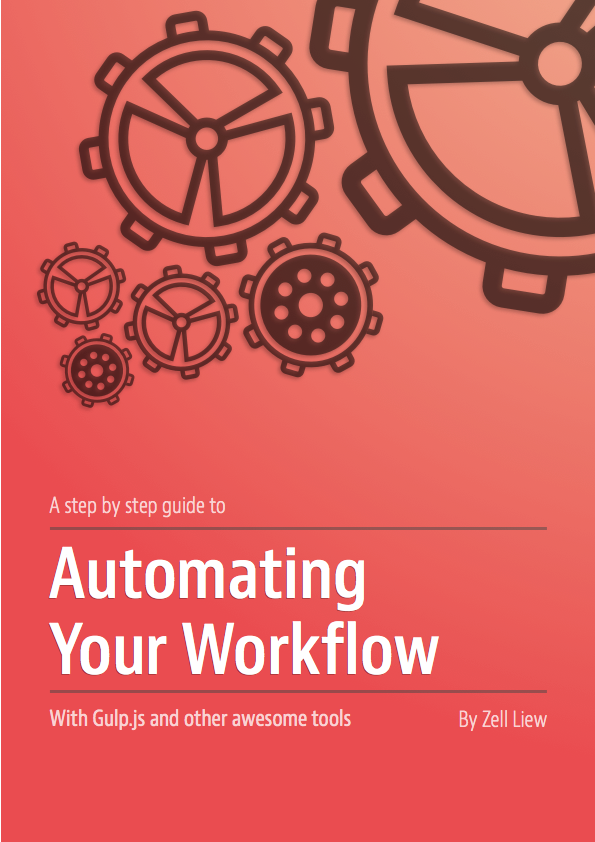 A step by step guide to
Automating
Your Workflow
With Gulp.js and other awesome tools
By Zell Liew